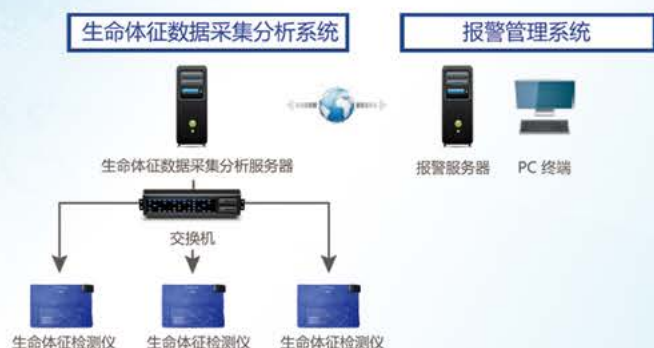 生命体征数据采集分析系统
报警管理系统
生命体征数据采集分析服务器
报警服务器
PC 终端
交换机
生命体征检测仪
生命体征检测仪
生命体征检测仪